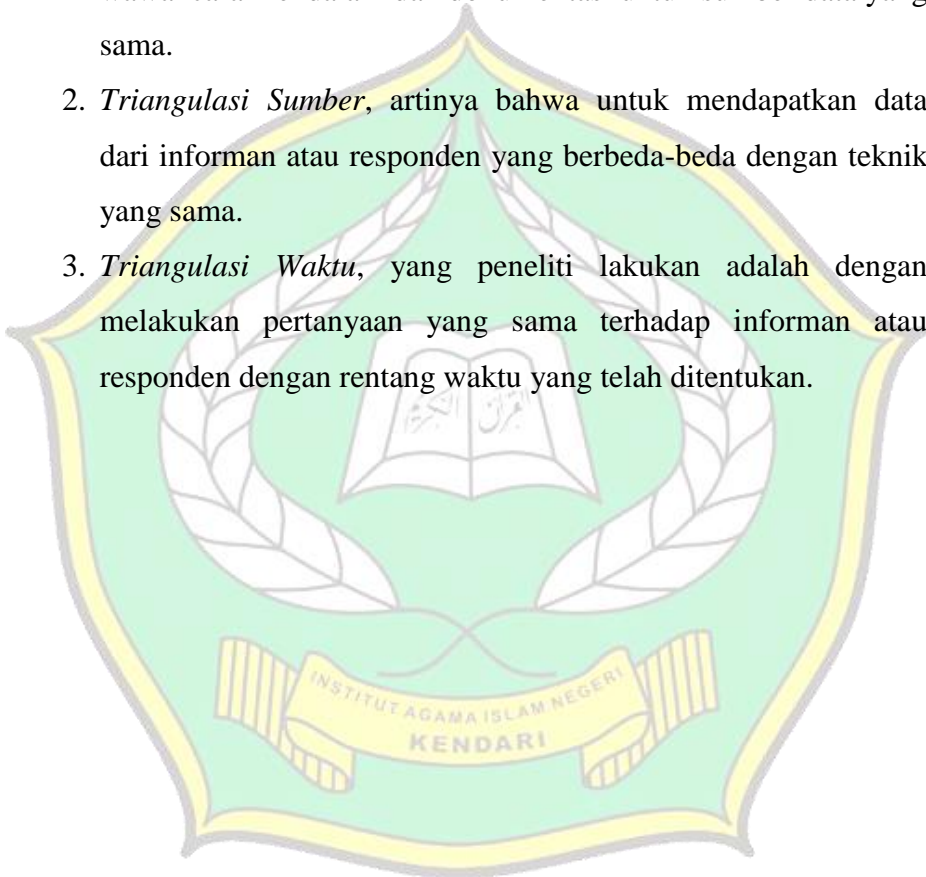 sama.
2. Triangulasi Sumber, artinya bahwa untuk mendapatkan data
dari informan atau responden yang berbeda-beda dengan teknik
yang sama.
3. Triangulasi Waktu, yang peneliti lakukan adalah dengan
melakukan pertanyaan yang sama terhadap informan atau
responden dengan rentang waktu yang telah ditentukan.
القرآن الكريم
INSTITUT AGAMA ISLAM NEGERI
KENDARI